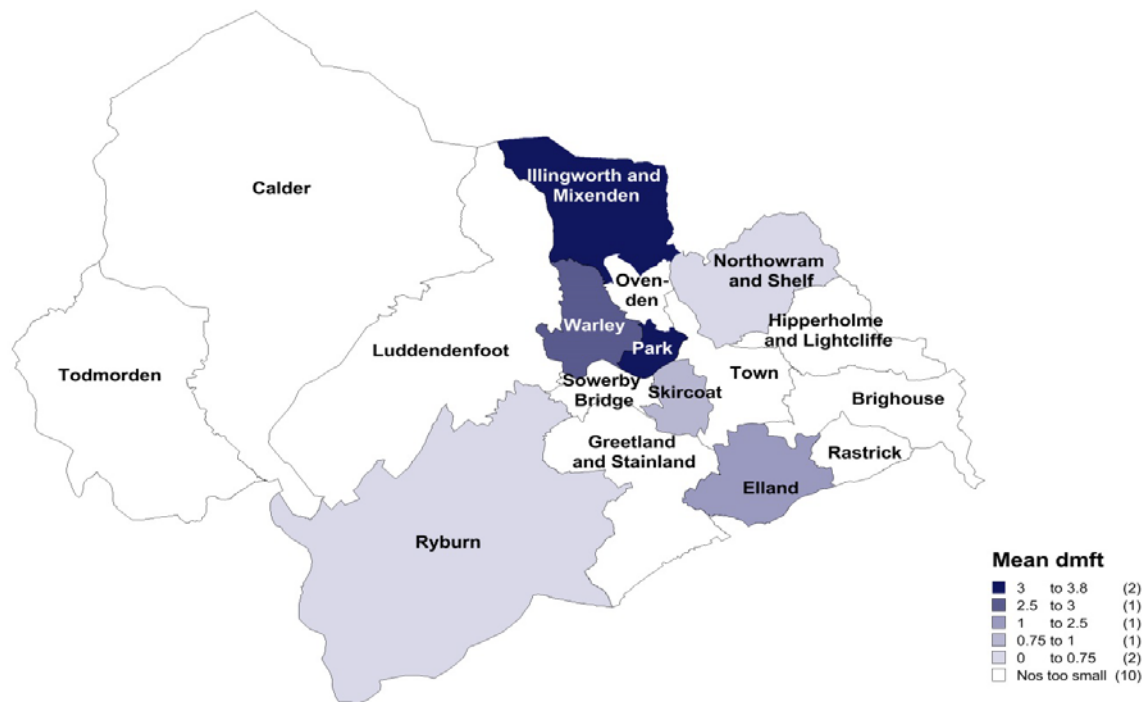 Calder
Illingworth and
Mixenden
Northowram
and Shelf
Oven-
den
Hipperholme
and Lightcliffe
Warley
Park
Luddendenfoot
Todmorden
Sowerby
Bridge
Skircoat
Town
Brighouse
Greetland
and Stainland
Rastrick
Elland
Ryburn
Mean dmft
3 to 3.8 (2)
2.5 to 3 (1)
1 to 2.5 (1)
0.75 to 1 (1)
0 to 0.75 (2)
Nos too small (10)